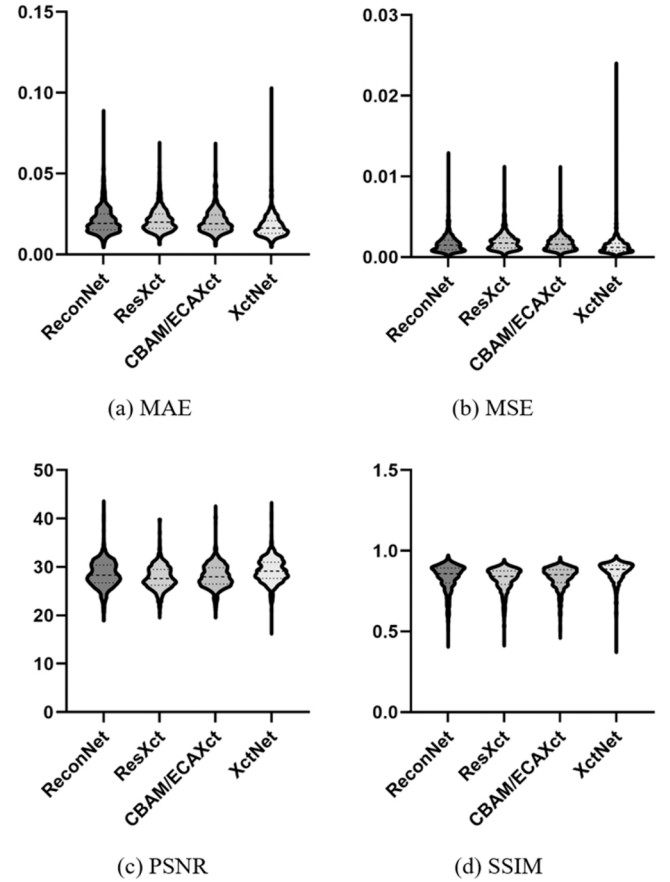 0.15
0.10
0.05
0.00
ReconNet
ResXct
CBAM/ECAXct
XctNet
(a) MAE
0.03
0.02
0.01
0.00
ReconNet
ResXct
CBAM/ECAXct
XctNet
(b) MSE
50
40
30
20
10
0
ReconNet
ResXct
CBAM/ECAXct
XctNet
(c) PSNR
1.5
1.0
0.5
0.0
ReconNet
ResXct
CBAM/ECAXct
XctNet
(d) SSIM